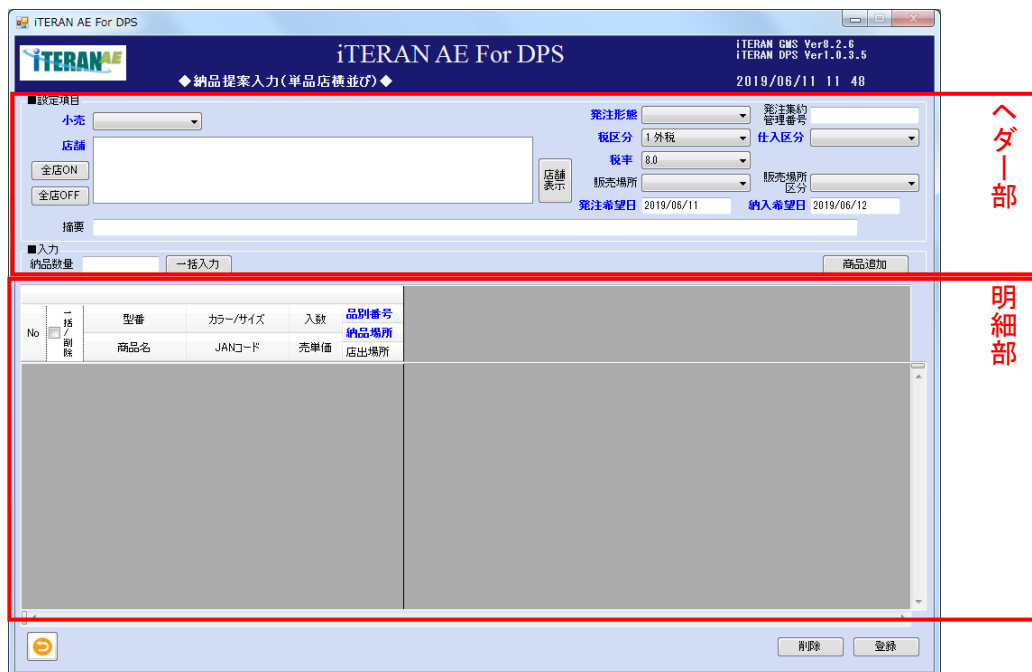 iTERAN AE For DPS
iTERAN AE
iTERAN AE For DPS
iTERAN GMS Ver8.2.6
iTERAN DPS Ver1.0.3.5
◆納品提案入力(単品店横並び)◆
2019/06/11 11 48
■設定項目
小売
発注形態
発注集約
管理番号
店舗
税区分 1 外税
仕入区分
全店ON
店舗
表示
税率 8.0
全店OFF
販売場所
販売場所
区分
発注希望日 2019/06/11
納入希望日 2019/06/12
摘要
■入力
納品数量
一括入力
商品追加
No
一括/削除
型番
カラー/サイズ
入数
品別番号
納品場所
商品名
JANコード
売単価
店出場所
削除
登録
ヘダー部
明細部